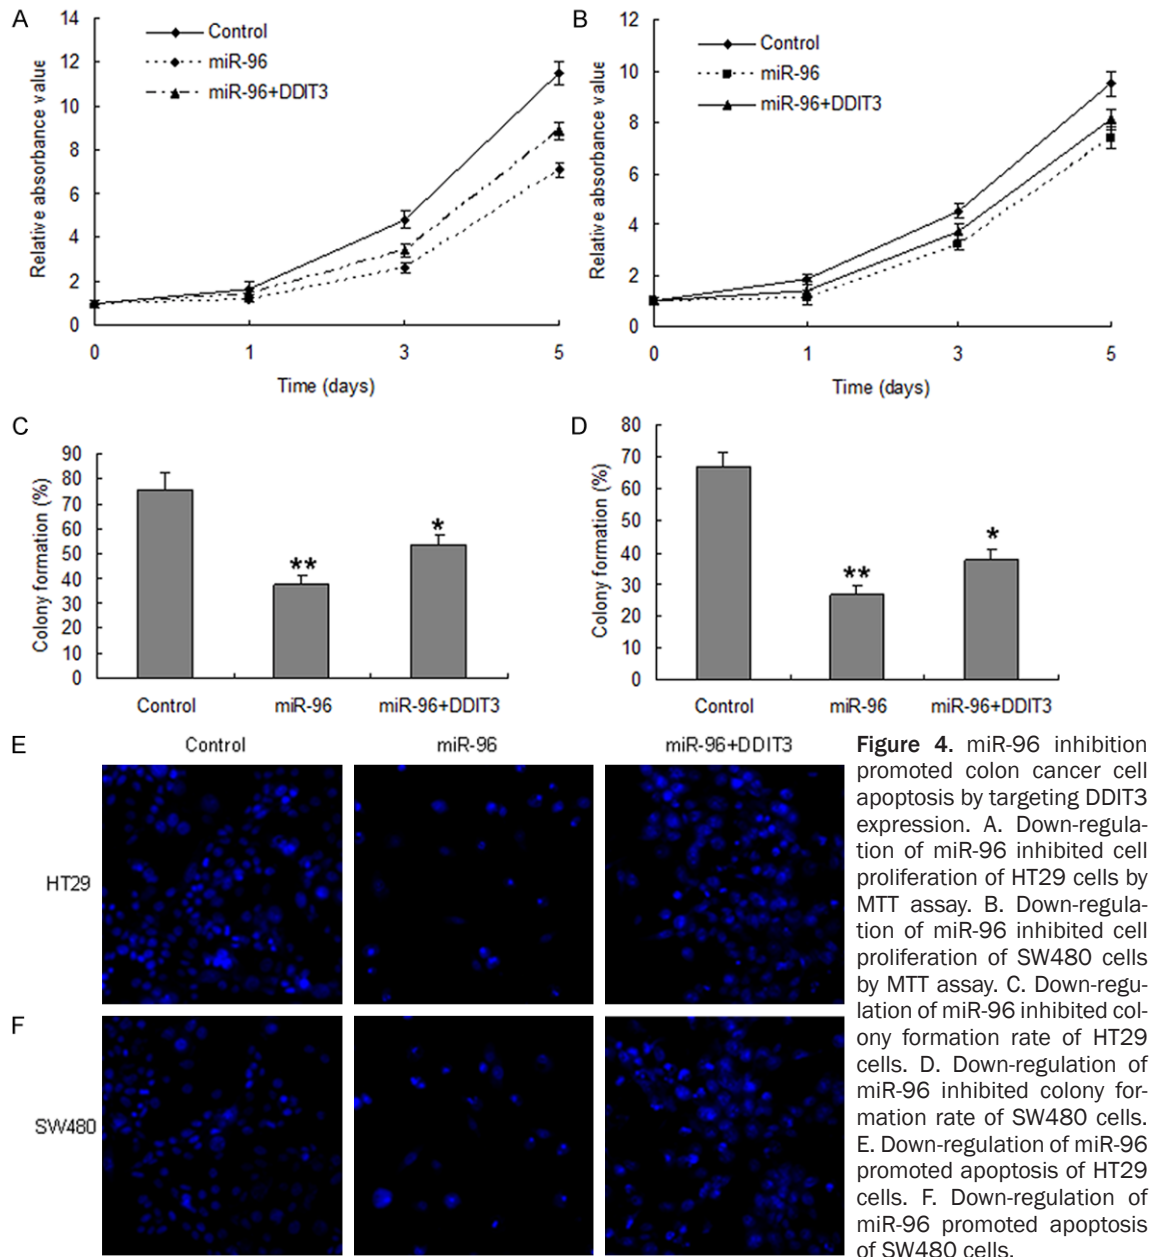 A
14
12
10
8
6
4
2
0
Relative absorbance value
Control
miR-96
miR-96+DDIT3
0 1 3 5
Time (days)
B
12
10
8
6
4
2
0
Relative absorbance value
Control
miR-96
miR-96+DDIT3
0 1 3 5
Time (days)
C
90
80
70
60
50
40
30
20
10
0
Colony formation (%)
**
*
Control miR-96 miR-96+DDIT3
D
80
70
60
50
40
30
20
10
0
Colony formation (%)
**
*
Control miR-96 miR-96+DDIT3
E
Control miR-96 miR-96+DDIT3
HT29
F
SW480
Figure 4. miR-96 inhibition
promoted colon cancer cell
apoptosis by targeting DDIT3
expression. A. Down-regula-
tion of miR-96 inhibited cell
proliferation of HT29 cells by
MTT assay. B. Down-regula-
tion of miR-96 inhibited cell
proliferation of SW480 cells
by MTT assay. C. Down-regu-
lation of miR-96 inhibited col-
ony formation rate of HT29
cells. D. Down-regulation of
miR-96 inhibited colony for-
mation rate of SW480 cells.
E. Down-regulation of miR-96
promoted apoptosis of HT29
cells. F. Down-regulation of
miR-96 promoted apoptosis
of SW480 cells.